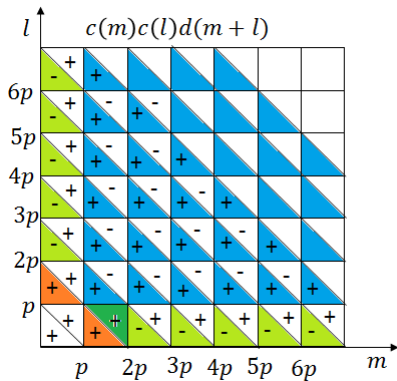 l c(m)c(l)d(m + l)
+
- +
6p
+ - -
- + +
5p
+ - -
- + + +
4p
+ - - -
- + + + +
3p
+ - - - -
- + + + + +
2p
+ - - - - -
+ + + + + + +
p
+ + + + + + +
+ + - - - - -
p 2p 3p 4p 5p 6p m